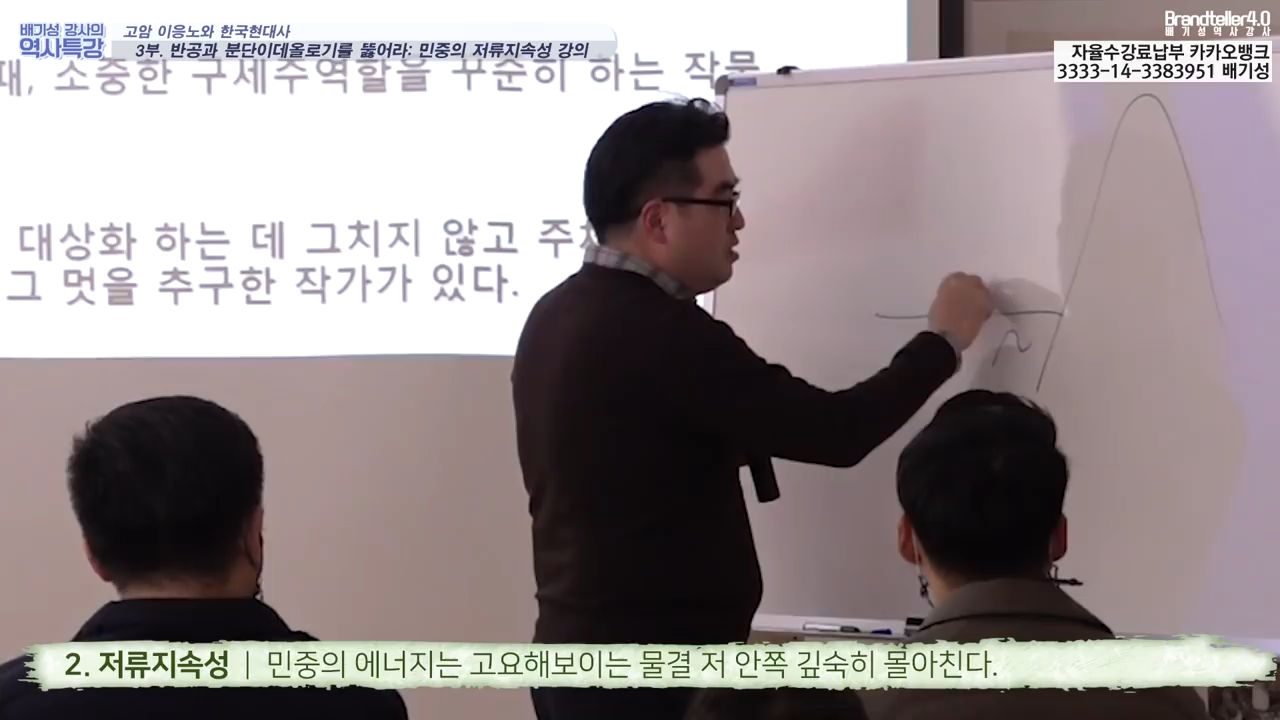 배기성 강사의
역사특강
고암 이응노와 한국현대사
3부. 반공과 분단이데올로기를 뚫어라: 민중의 저류지속성 강의
Brandteller4.0
배기성역사강사
자율수강료납부 카카오뱅크
3333-14-3383951 배기성
때, 소중한 구세주역할을 꾸준히 하는 작물
대상화 하는 데 그치지 않고 주체
그 멋을 추구한 작가가 있다.
2. 저류지속성 | 민중의 에너지는 고요해보이는 물결 저 안쪽 깊숙히 몰아친다.